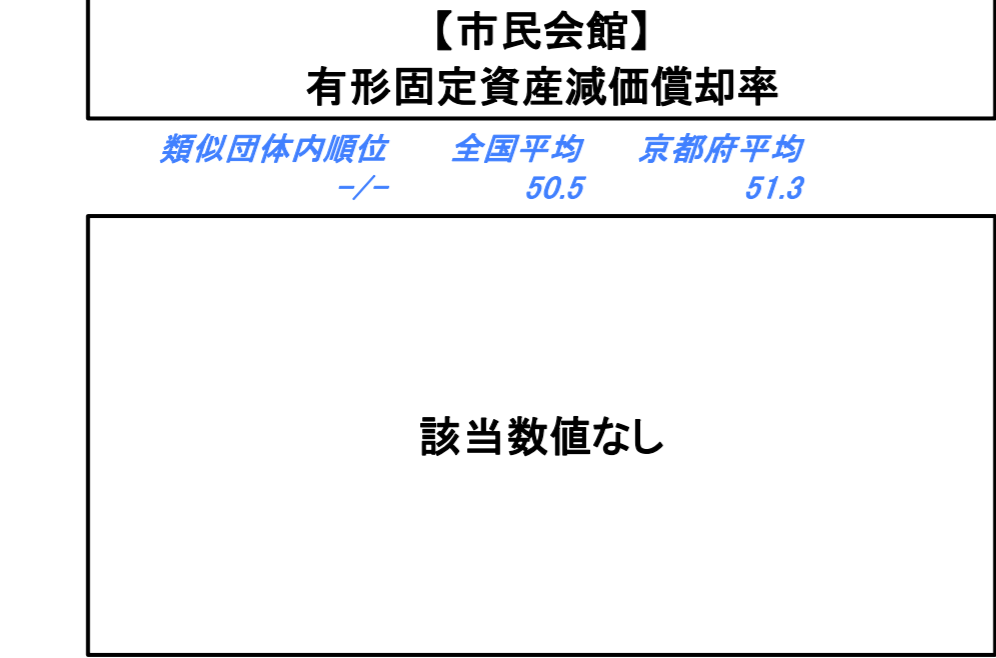 【市民会館】
有形固定資産減価償却率
類似団体内順位 全国平均 京都府平均
-/- 50.5 51.3
該当数値なし